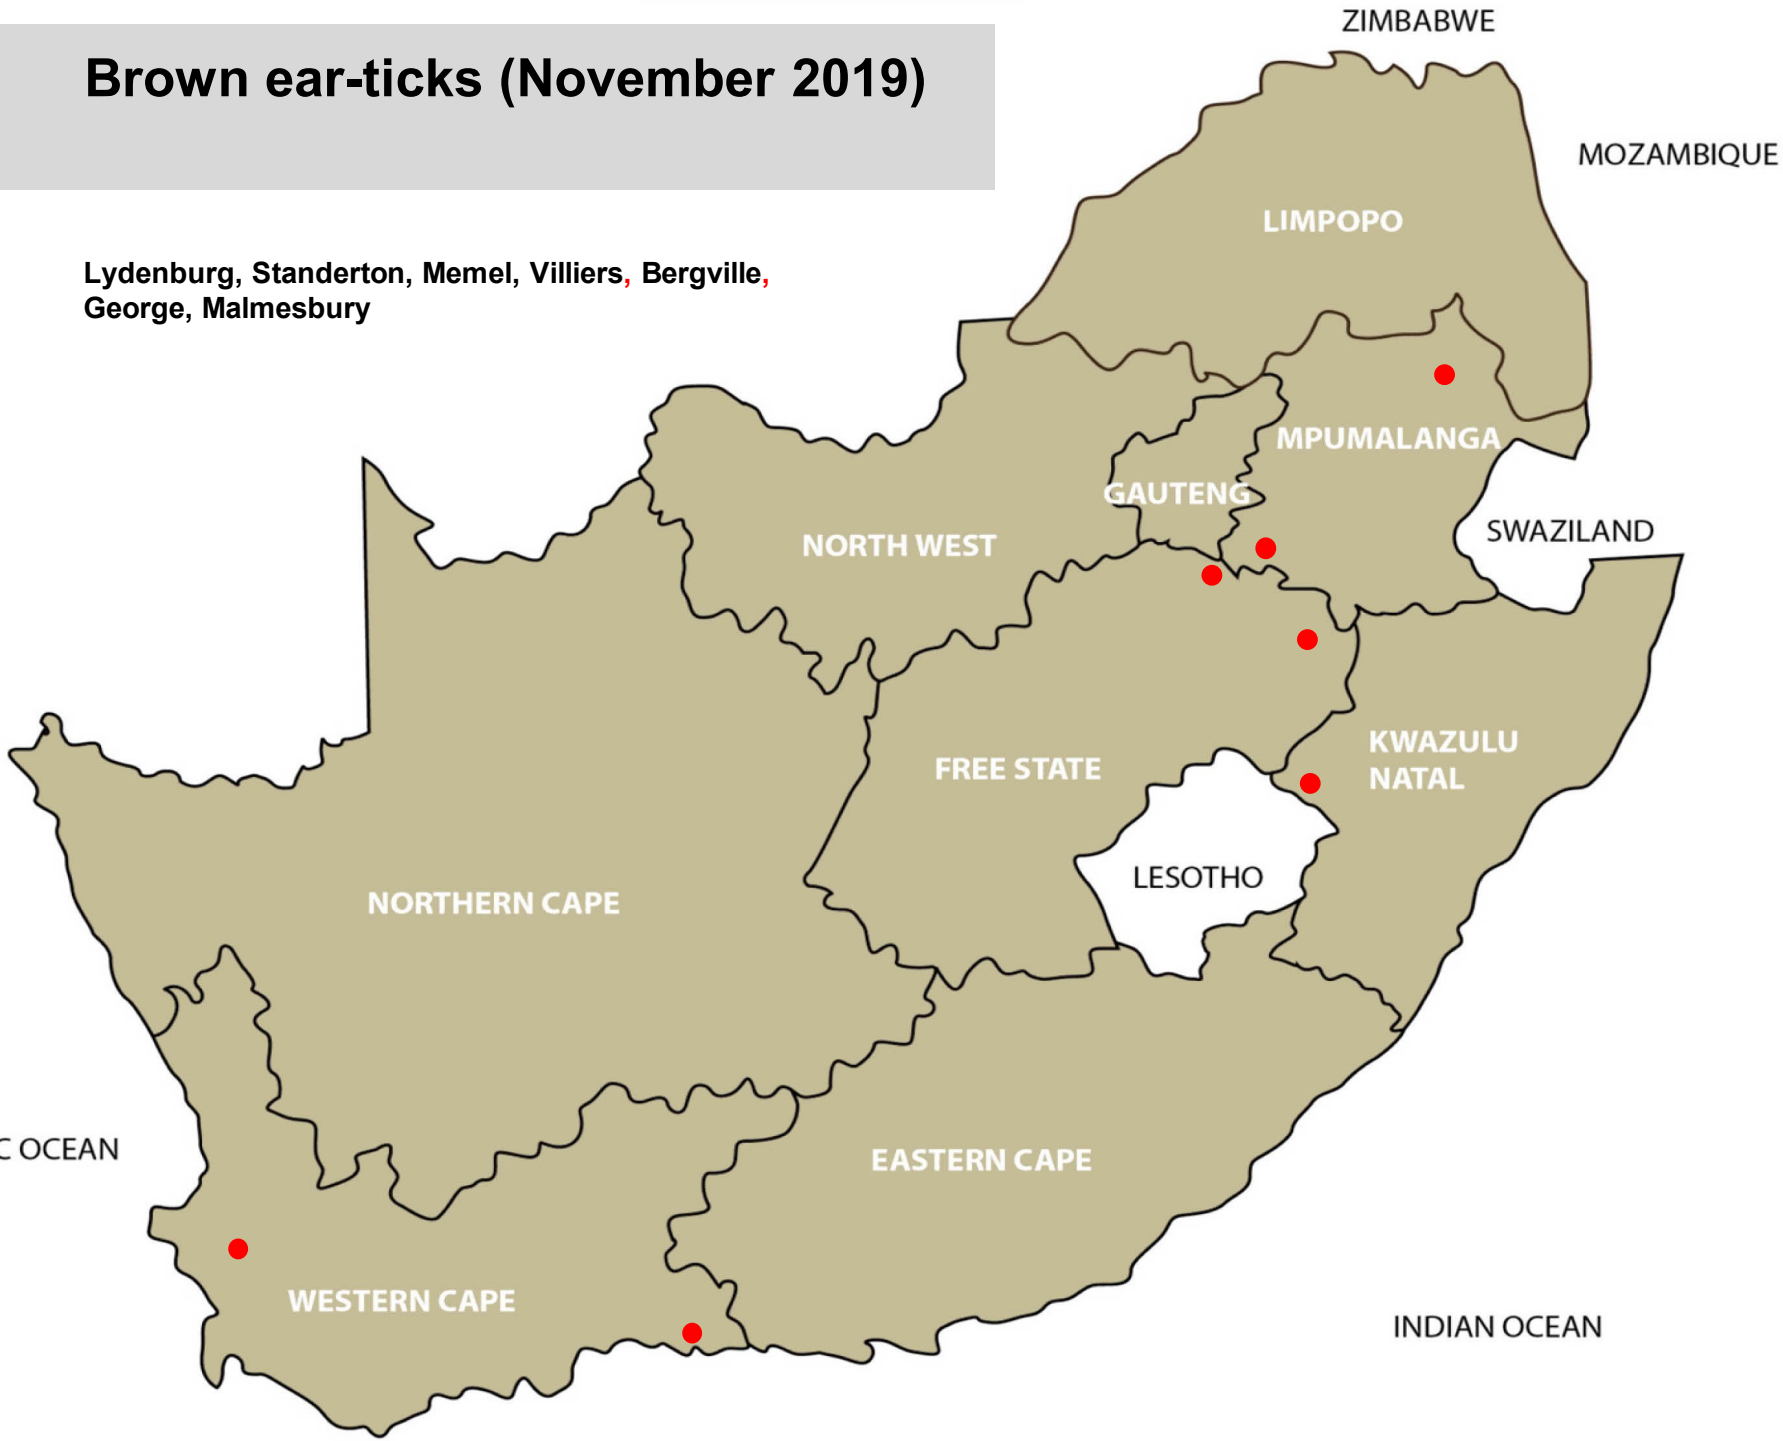 ZIMBABWE
Brown ear-ticks (November 2019)
MOZAMBIQUE
LIMPOPO
Lydenburg, Standerton, Memel, Villiers, Bergville,
George, Malmesbury
MPUMALANGA
GAUTENG
SWAZILAND
NORTH WEST
KWAZULU
NATAL
FREE STATE
LESOTHO
NORTHERN CAPE
C OCEAN
EASTERN CAPE
WESTERN CAPE
INDIAN OCEAN